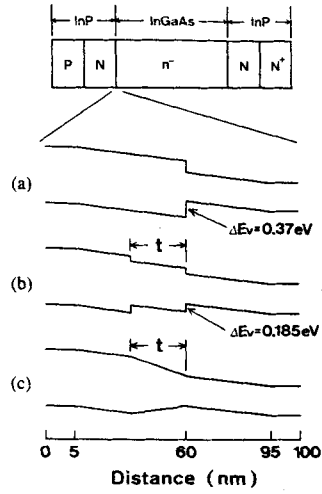 InP InGaAs InP
P N n⁻ N N⁺
(a)
ΔEv=0.37eV
t
(b)
ΔEv=0.185eV
t
(c)
0 5 60 95 100
Distance (nm)